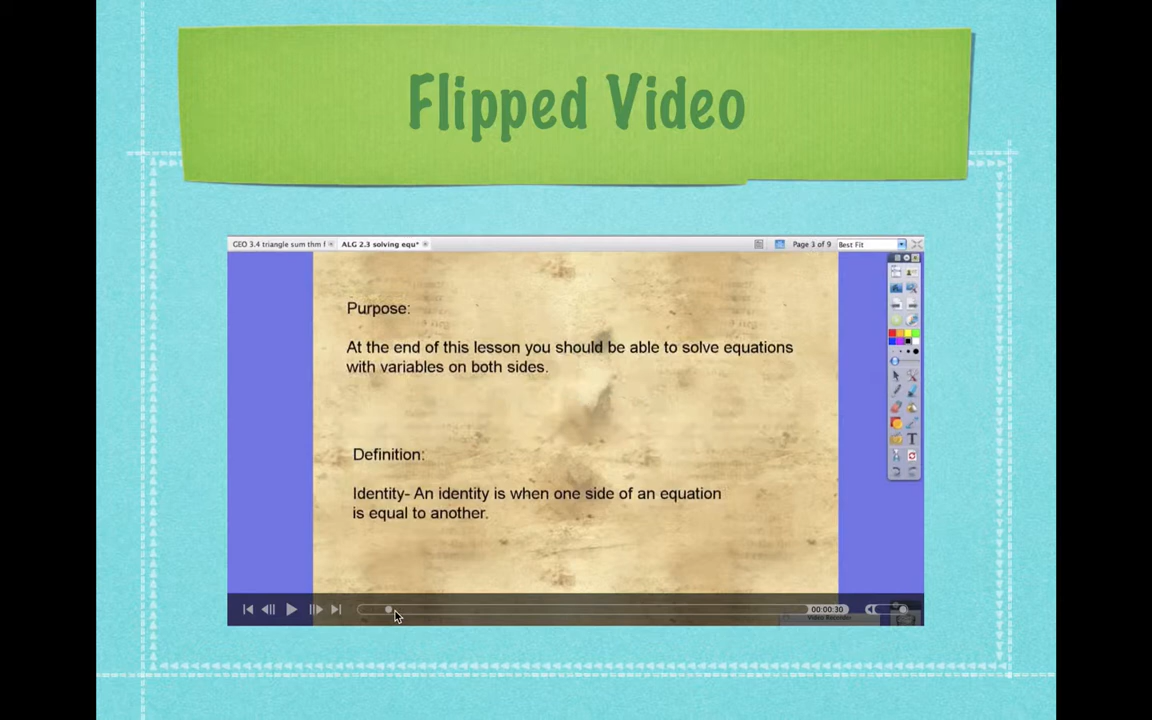 Flipped Video
GEO 3.4 triangle sum thm f
ALG 2.3 solving equ*
Page 3 of 9
Best Fit
Purpose:
At the end of this lesson you should be able to solve equations
with variables on both sides.
Definition:
Identity- An identity is when one side of an equation
is equal to another.
00:00:30
Video Recorder